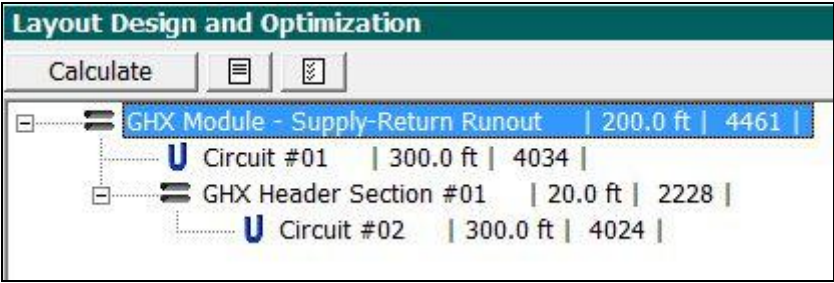 Layout Design and Optimization
Calculate
GHX Module - Supply-Return Runout | 200.0 ft | 4461 |
Circuit #01 | 300.0 ft | 4034 |
GHX Header Section #01 | 20.0 ft | 2228 |
Circuit #02 | 300.0 ft | 4024 |